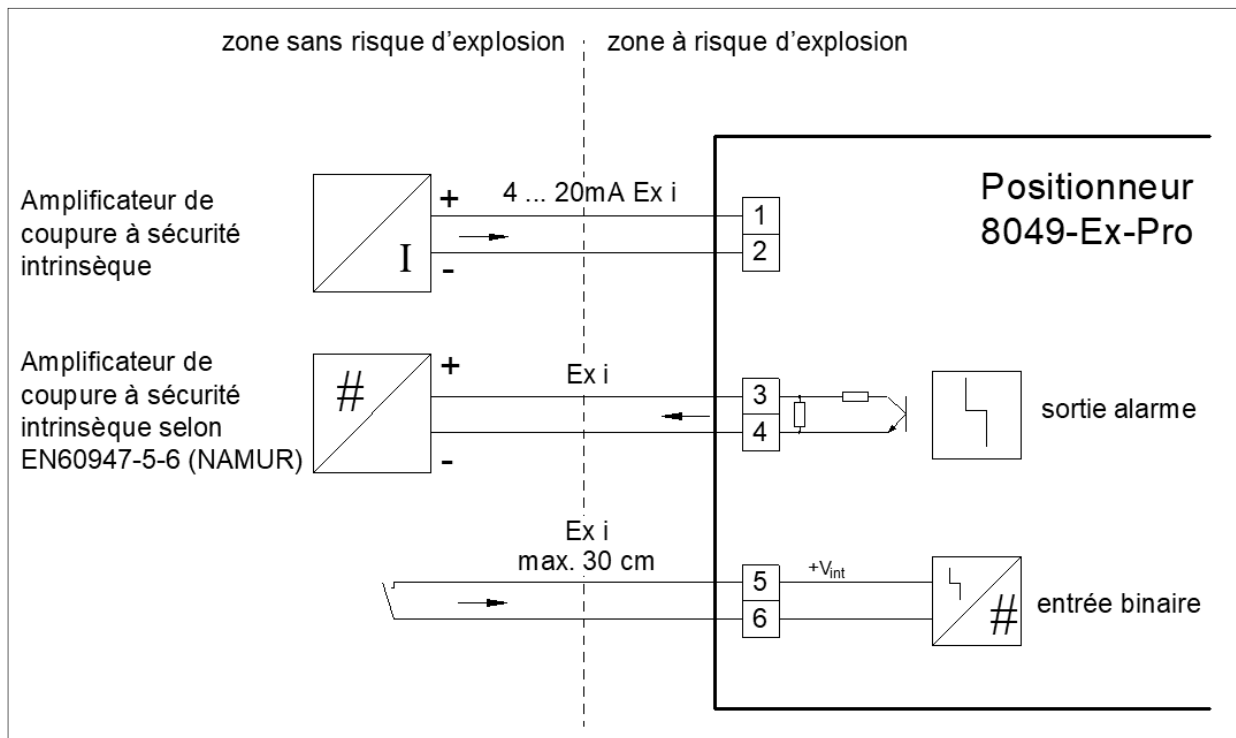 zone sans risque d'explosion
zone à risque d'explosion
Positionneur
8049-Ex-Pro
Amplificateur de
coupure à sécurité
intrinsèque
I
+
-
4 ... 20mA Ex i
1
2
Amplificateur de
coupure à sécurité
intrinsèque selon
EN60947-5-6 (NAMUR)
#
+
-
Ex i
3
4
sortie alarme
Ex i
max. 30 cm
5
6
+Vint
#
entrée binaire